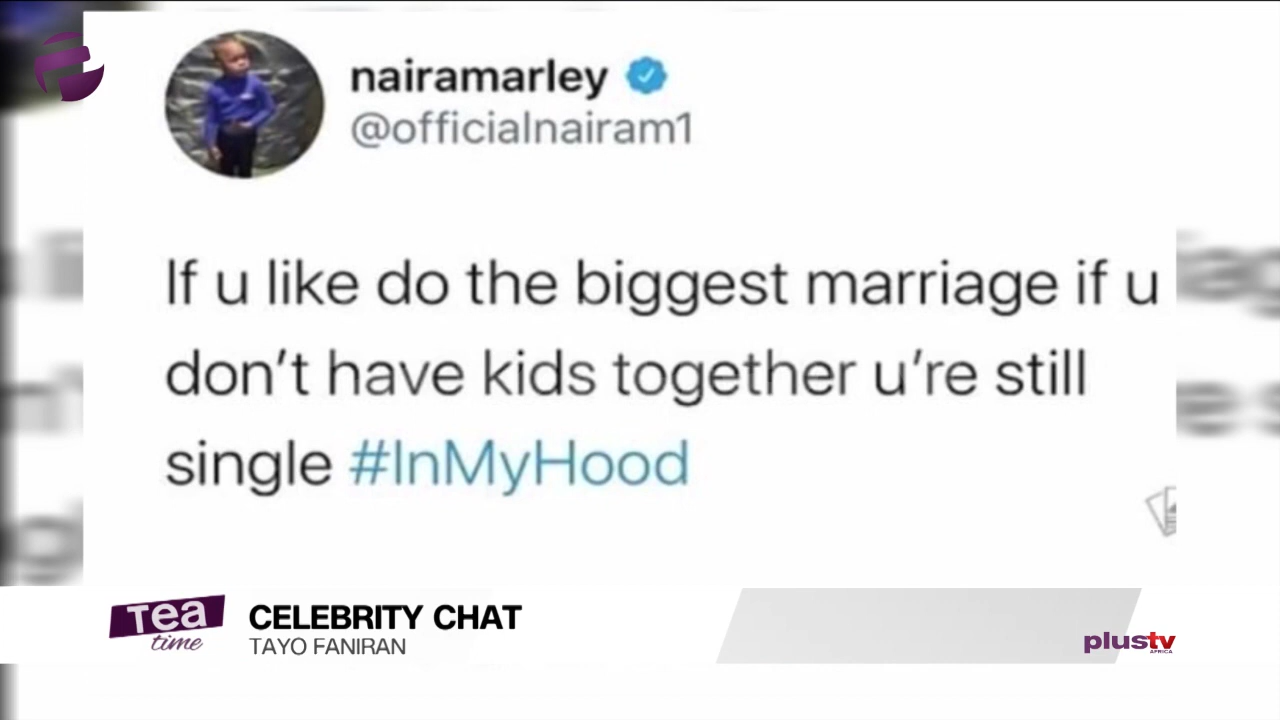 nairamarley
@officialnairam1
If u like do the biggest marriage if u
don't have kids together u're still
single #InMyHood
Tea
time
CELEBRITY CHAT
TAYO FANIRAN
plustv
AFRICA